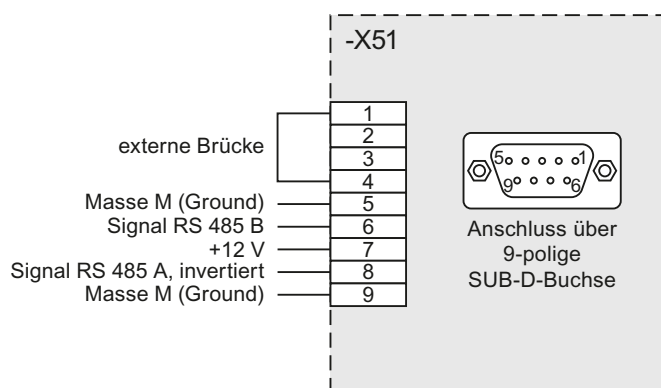 -X51
externe Brücke
1
2
3
4
Masse M (Ground) 5
Signal RS 485 B 6
+12 V 7
Signal RS 485 A, invertiert 8
Masse M (Ground) 9
5 1
9 6
Anschluss über
9-polige
SUB-D-Buchse